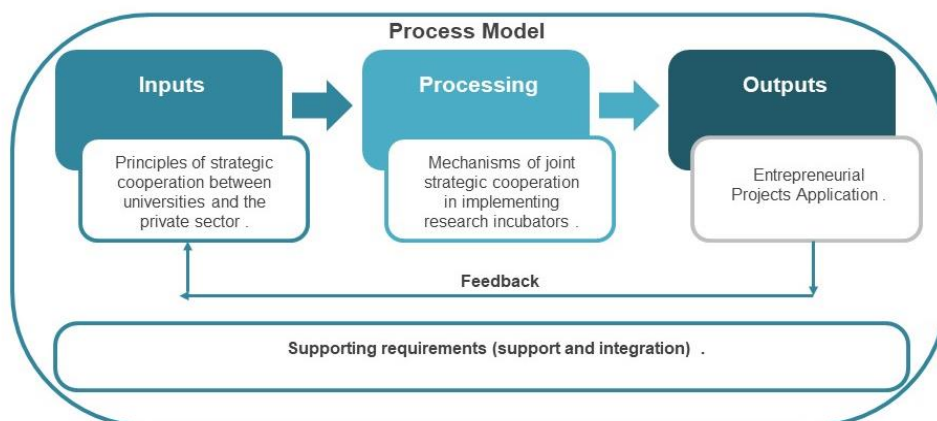 Process Model
Inputs
Processing
Outputs
Principles of strategic
cooperation between
universities and the
private sector .
Mechanisms of joint
strategic cooperation
in implementing
research incubators .
Entrepreneurial
Projects Application .
Feedback
Supporting requirements (support and integration) .